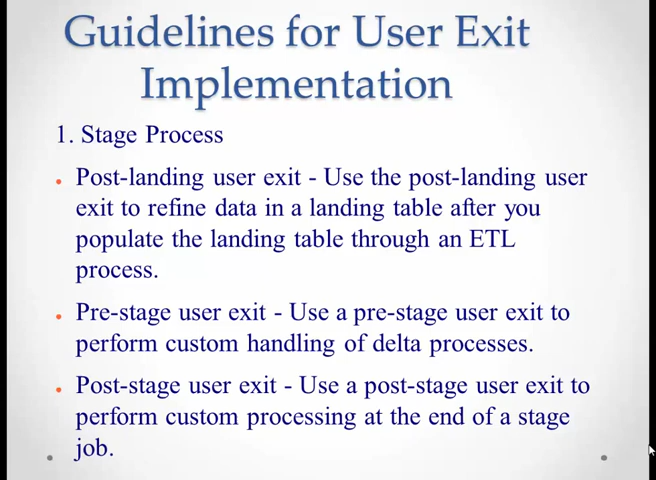 Guidelines for User Exit
Implementation
1. Stage Process
• Post-landing user exit - Use the post-landing user
exit to refine data in a landing table after you
populate the landing table through an ETL
process.
• Pre-stage user exit - Use a pre-stage user exit to
perform custom handling of delta processes.
• Post-stage user exit - Use a post-stage user exit to
perform custom processing at the end of a stage
job.